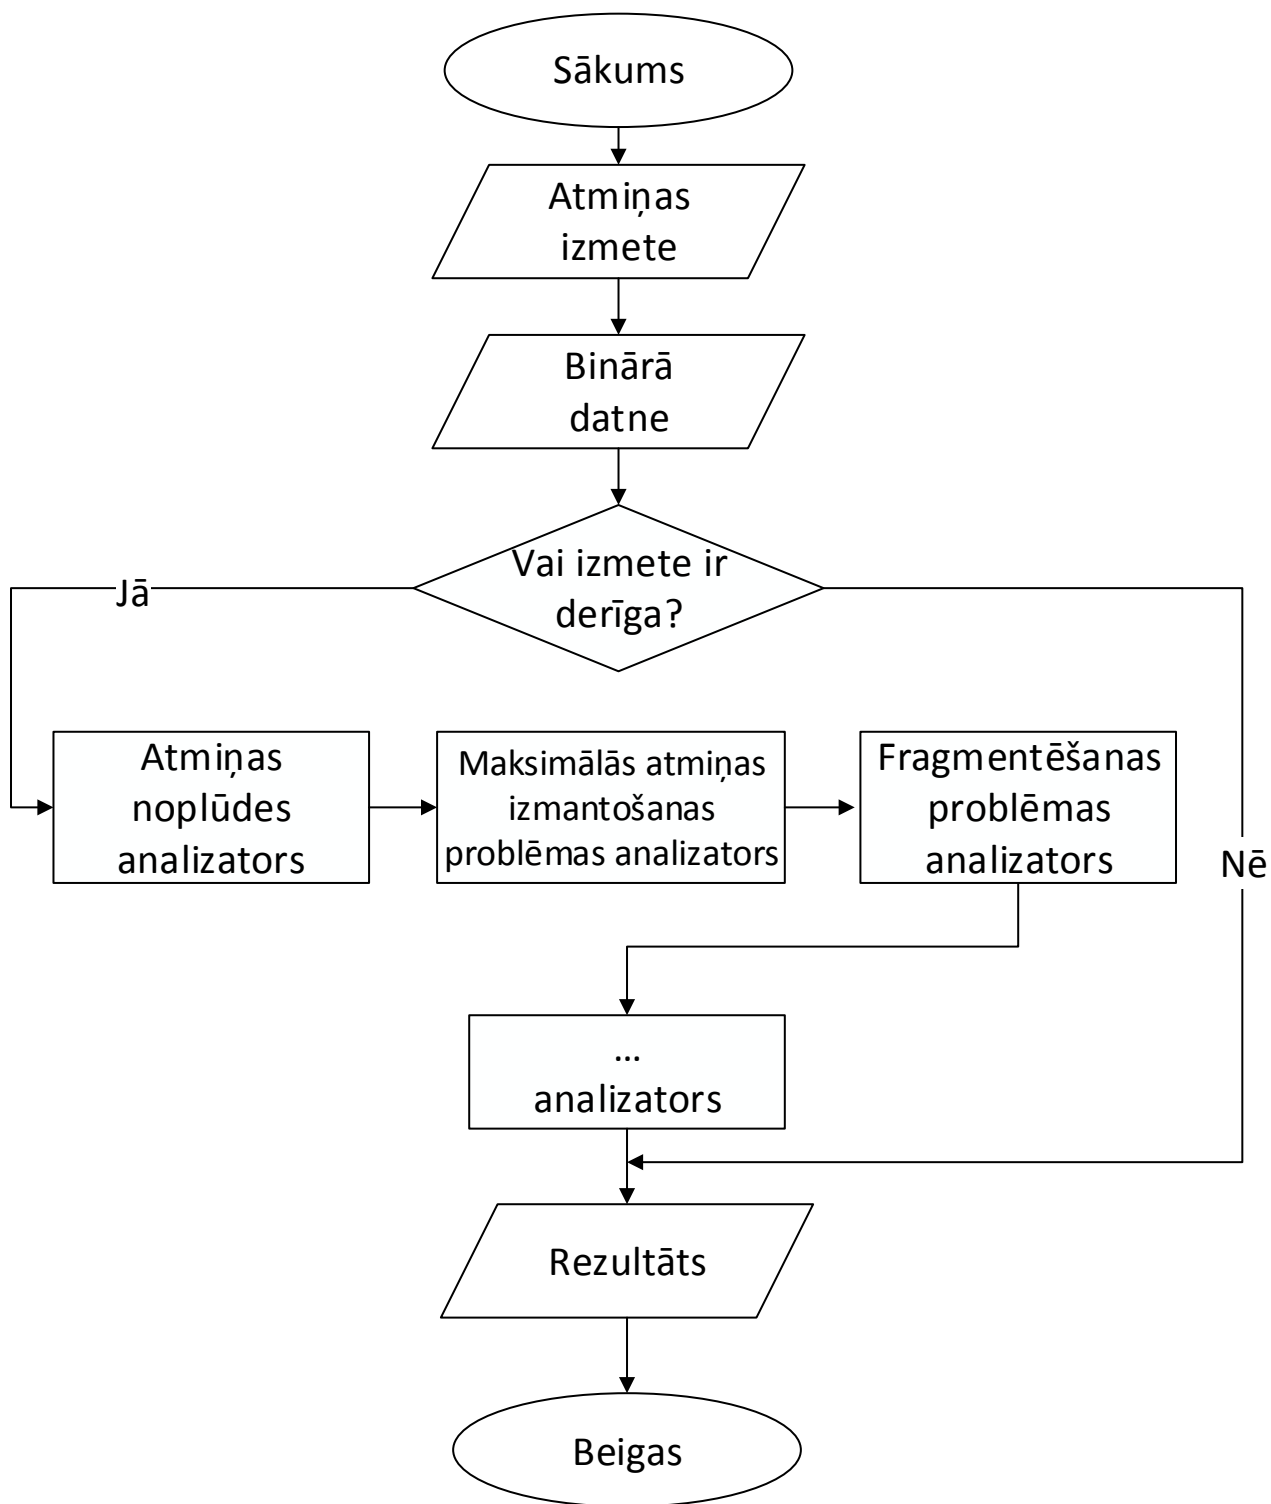 Sākums
Atmiņas
izmete
Binārā
datne
Vai izmete ir
derīga?
Jā
Atmiņas
noplūdes
analizators
Maksimālās atmiņas
izmantošanas
problēmas analizators
Fragmentēšanas
problēmas
analizators
Nē
...
analizators
Rezultāts
Beigas